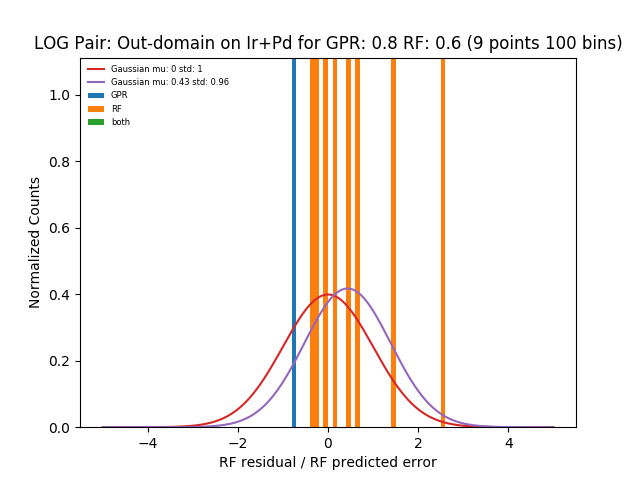 LOG Pair: Out-domain on Ir+Pd for GPR: 0.8 RF: 0.6 (9 points 100 bins)
Gaussian mu: 0 std: 1
Gaussian mu: 0.43 std: 0.96
GPR
RF
both
1.0
0.8
0.6
0.4
0.2
0.0
Normalized Counts
−4
−2
0
2
4
RF residual / RF predicted error